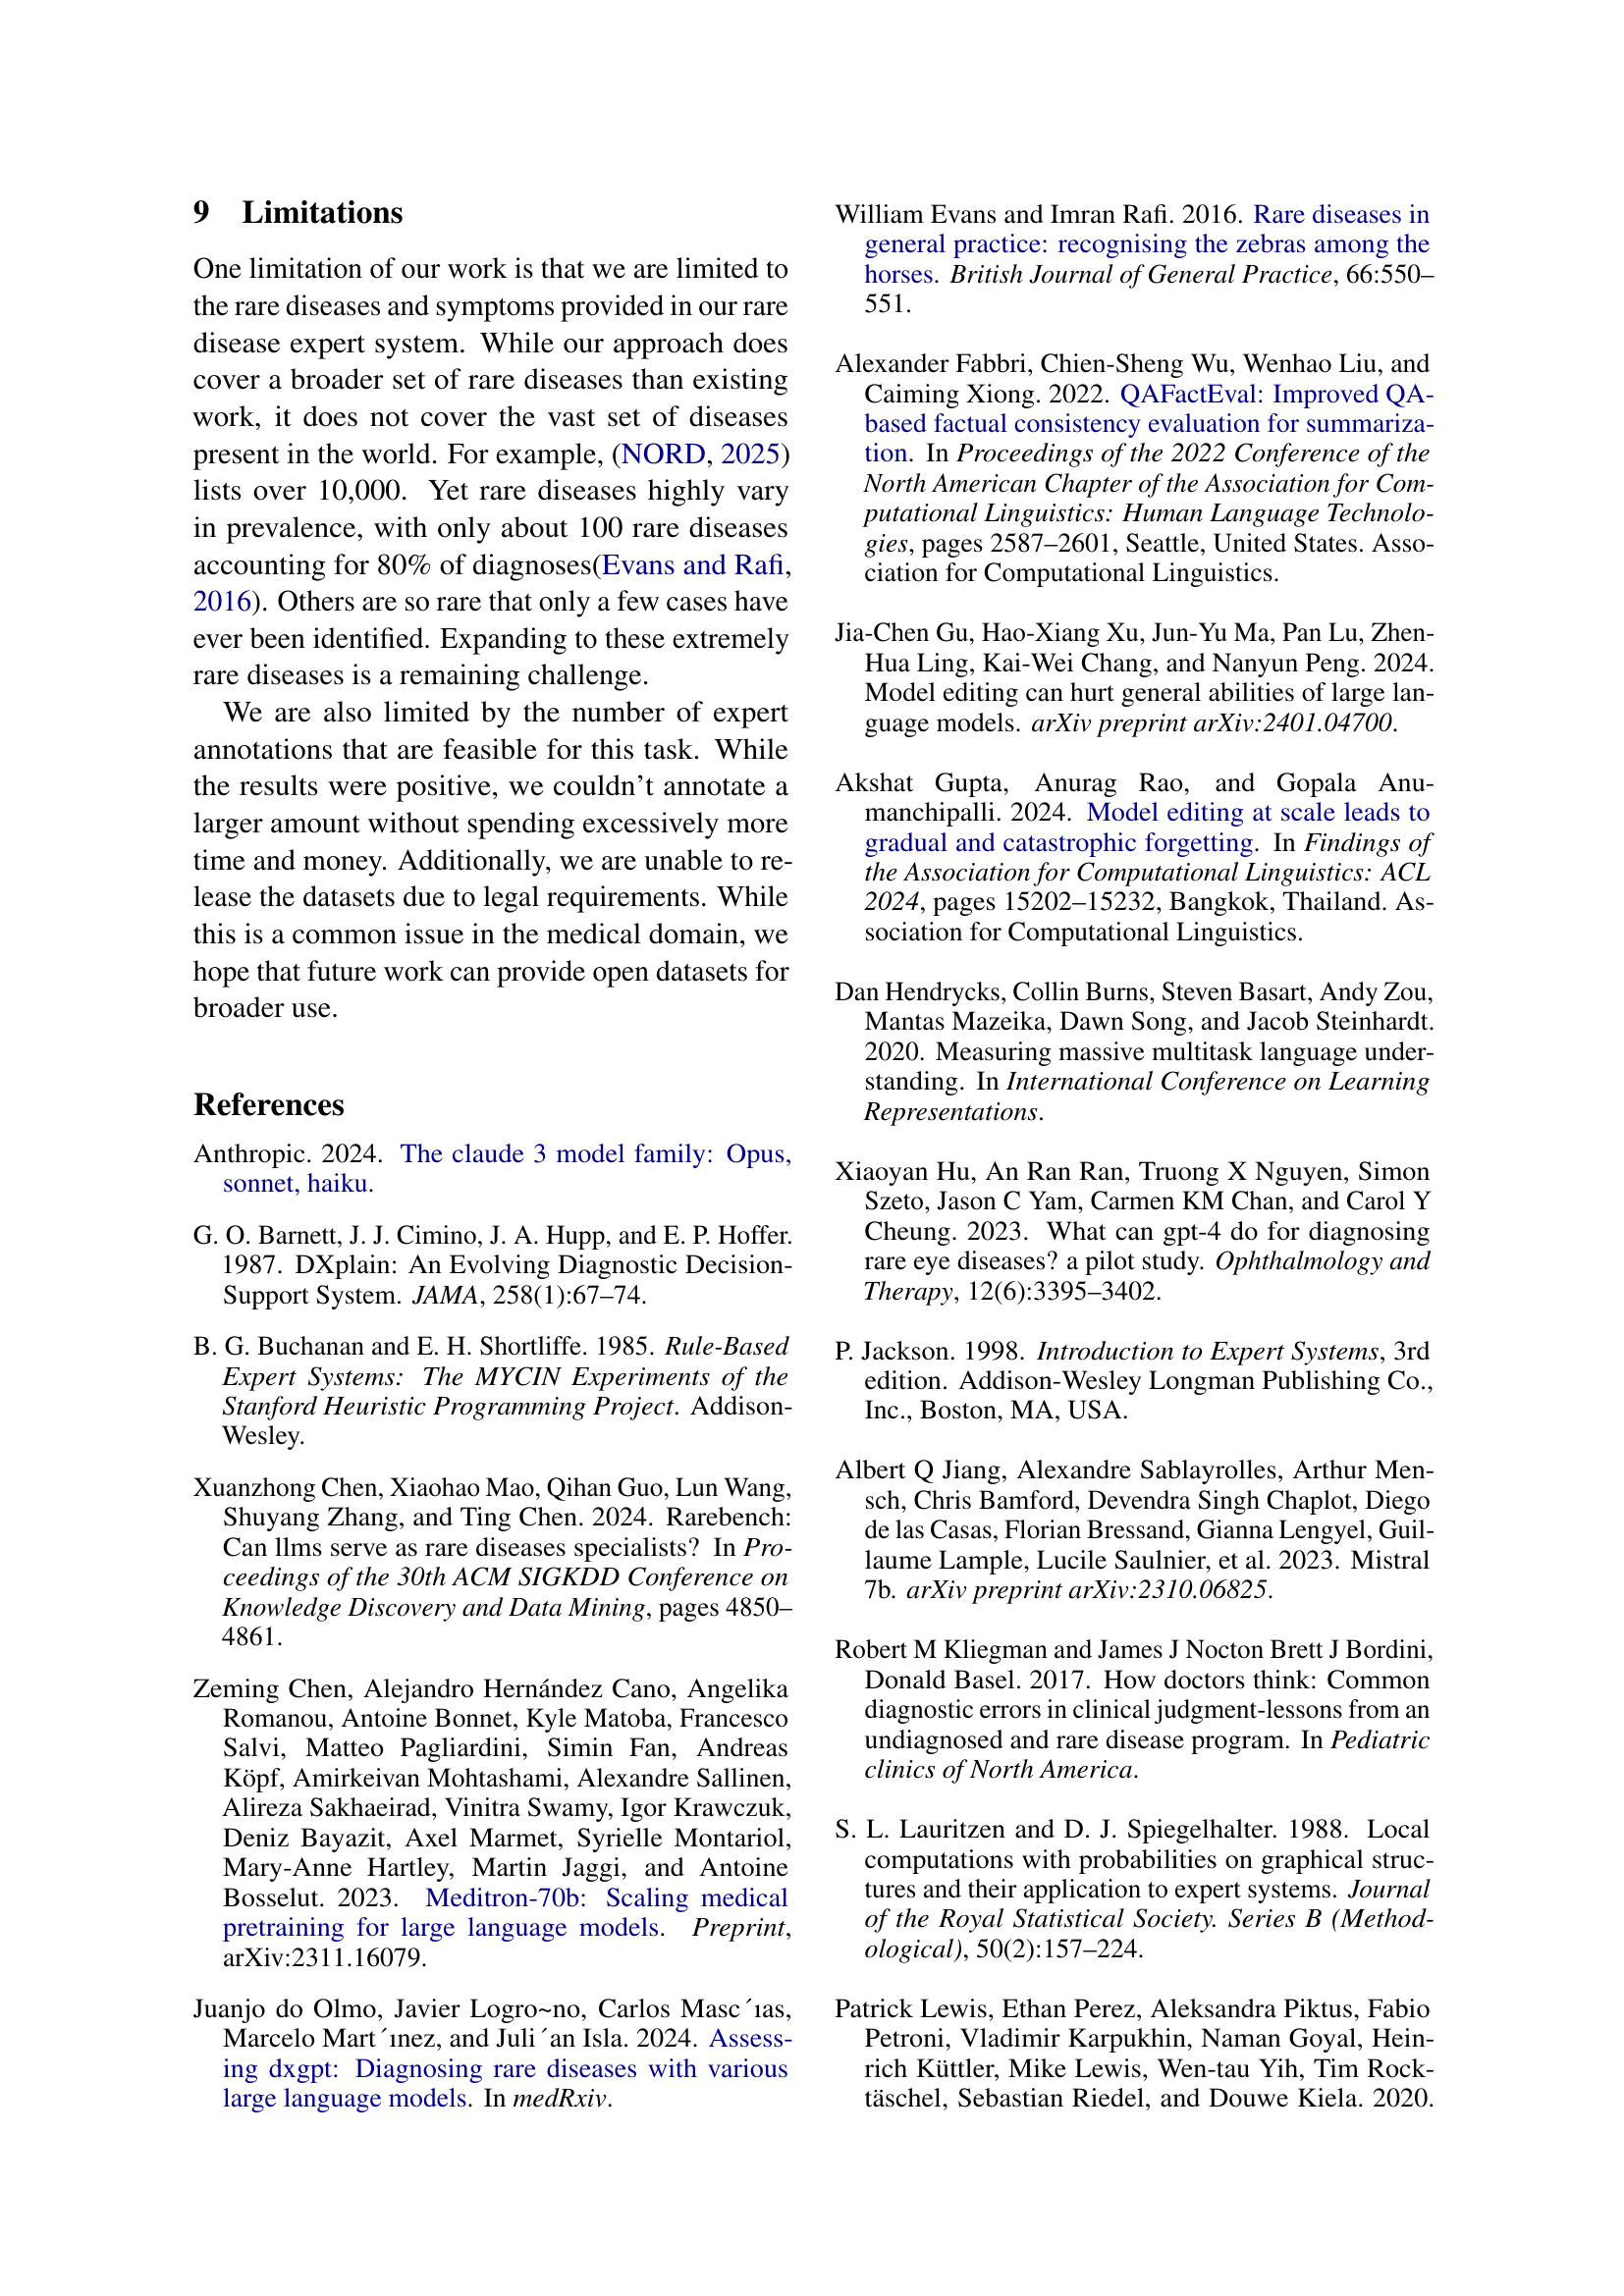 9 Limitations
One limitation of our work is that we are limited to
the rare diseases and symptoms provided in our rare
disease expert system. While our approach does
cover a broader set of rare diseases than existing
work, it does not cover the vast set of diseases
present in the world. For example, (NORD, 2025)
lists over 10,000. Yet rare diseases highly vary
in prevalence, with only about 100 rare diseases
accounting for 80% of diagnoses(Evans and Rafi,
2016). Others are so rare that only a few cases have
ever been identified. Expanding to these extremely
rare diseases is a remaining challenge.
We are also limited by the number of expert
annotations that are feasible for this task. While
the results were positive, we couldn't annotate a
larger amount without spending excessively more
time and money. Additionally, we are unable to re-
lease the datasets due to legal requirements. While
this is a common issue in the medical domain, we
hope that future work can provide open datasets for
broader use.
References
Anthropic. 2024. The claude 3 model family: Opus,
sonnet, haiku.
G. O. Barnett, J. J. Cimino, J. A. Hupp, and E. P. Hoffer.
1987. DXplain: An Evolving Diagnostic Decision-
Support System. JAMA, 258(1):67–74.
B. G. Buchanan and E. H. Shortliffe. 1985. Rule-Based
Expert Systems: The MYCIN Experiments of the
Stanford Heuristic Programming Project. Addison-
Wesley.
Xuanzhong Chen, Xiaohao Mao, Qihan Guo, Lun Wang,
Shuyang Zhang, and Ting Chen. 2024. Rarebench:
Can llms serve as rare diseases specialists? In Pro-
ceedings of the 30th ACM SIGKDD Conference on
Knowledge Discovery and Data Mining, pages 4850–
4861.
Zeming Chen, Alejandro Hernández Cano, Angelika
Romanou, Antoine Bonnet, Kyle Matoba, Francesco
Salvi, Matteo Pagliardini, Simin Fan, Andreas
Köpf, Amirkeivan Mohtashami, Alexandre Sallinen,
Alireza Sakhaeirad, Vinitra Swamy, Igor Krawczuk,
Deniz Bayazit, Axel Marmet, Syrielle Montariol,
Mary-Anne Hartley, Martin Jaggi, and Antoine
Bosselut. 2023. Meditron-70b: Scaling medical
pretraining for large language models. Preprint,
arXiv:2311.16079.
Juanjo do Olmo, Javier Logro~no, Carlos Masc´ıas,
Marcelo Mart´ınez, and Juli´an Isla. 2024. Assess-
ing dxgpt: Diagnosing rare diseases with various
large language models. In medRxiv.
William Evans and Imran Rafi. 2016. Rare diseases in
general practice: recognising the zebras among the
horses. British Journal of General Practice, 66:550–
551.
Alexander Fabbri, Chien-Sheng Wu, Wenhao Liu, and
Caiming Xiong. 2022. QAFactEval: Improved QA-
based factual consistency evaluation for summariza-
tion. In Proceedings of the 2022 Conference of the
North American Chapter of the Association for Com-
putational Linguistics: Human Language Technolo-
gies, pages 2587–2601, Seattle, United States. Asso-
ciation for Computational Linguistics.
Jia-Chen Gu, Hao-Xiang Xu, Jun-Yu Ma, Pan Lu, Zhen-
Hua Ling, Kai-Wei Chang, and Nanyun Peng. 2024.
Model editing can hurt general abilities of large lan-
guage models. arXiv preprint arXiv:2401.04700.
Akshat Gupta, Anurag Rao, and Gopala Anu-
manchipalli. 2024. Model editing at scale leads to
gradual and catastrophic forgetting. In Findings of
the Association for Computational Linguistics: ACL
2024, pages 15202–15232, Bangkok, Thailand. As-
sociation for Computational Linguistics.
Dan Hendrycks, Collin Burns, Steven Basart, Andy Zou,
Mantas Mazeika, Dawn Song, and Jacob Steinhardt.
2020. Measuring massive multitask language under-
standing. In International Conference on Learning
Representations.
Xiaoyan Hu, An Ran Ran, Truong X Nguyen, Simon
Szeto, Jason C Yam, Carmen KM Chan, and Carol Y
Cheung. 2023. What can gpt-4 do for diagnosing
rare eye diseases? a pilot study. Ophthalmology and
Therapy, 12(6):3395–3402.
P. Jackson. 1998. Introduction to Expert Systems, 3rd
edition. Addison-Wesley Longman Publishing Co.,
Inc., Boston, MA, USA.
Albert Q Jiang, Alexandre Sablayrolles, Arthur Men-
sch, Chris Bamford, Devendra Singh Chaplot, Diego
de las Casas, Florian Bressand, Gianna Lengyel, Guil-
laume Lample, Lucile Saulnier, et al. 2023. Mistral
7b. arXiv preprint arXiv:2310.06825.
Robert M Kliegman and James J Nocton Brett J Bordini,
Donald Basel. 2017. How doctors think: Common
diagnostic errors in clinical judgment-lessons from an
undiagnosed and rare disease program. In Pediatric
clinics of North America.
S. L. Lauritzen and D. J. Spiegelhalter. 1988. Local
computations with probabilities on graphical struc-
tures and their application to expert systems. Journal
of the Royal Statistical Society. Series B (Method-
ological), 50(2):157–224.
Patrick Lewis, Ethan Perez, Aleksandra Piktus, Fabio
Petroni, Vladimir Karpukhin, Naman Goyal, Hein-
rich Küttler, Mike Lewis, Wen-tau Yih, Tim Rock-
täschel, Sebastian Riedel, and Douwe Kiela. 2020.